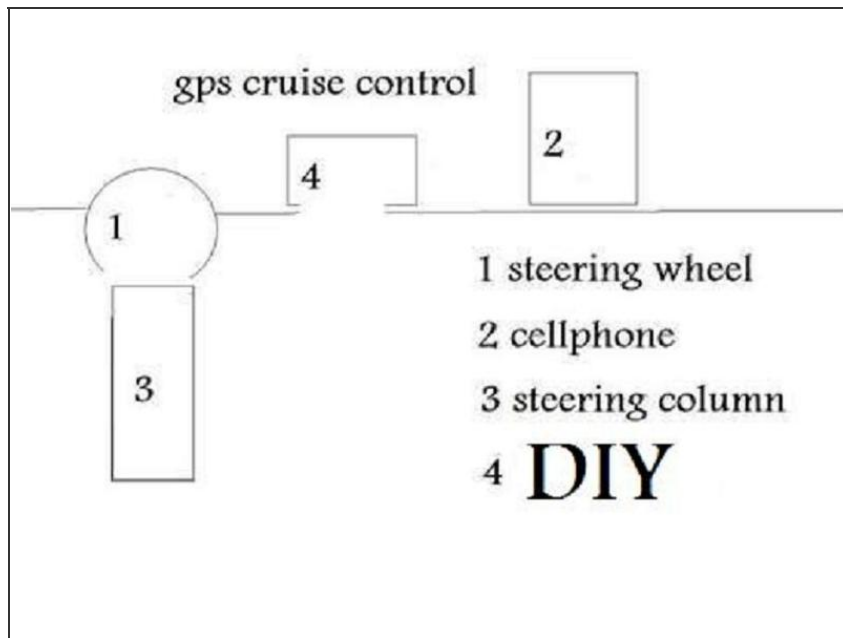 gps cruise control
4
2
1
3
1 steering wheel
2 cellphone
3 steering column
4 DIY